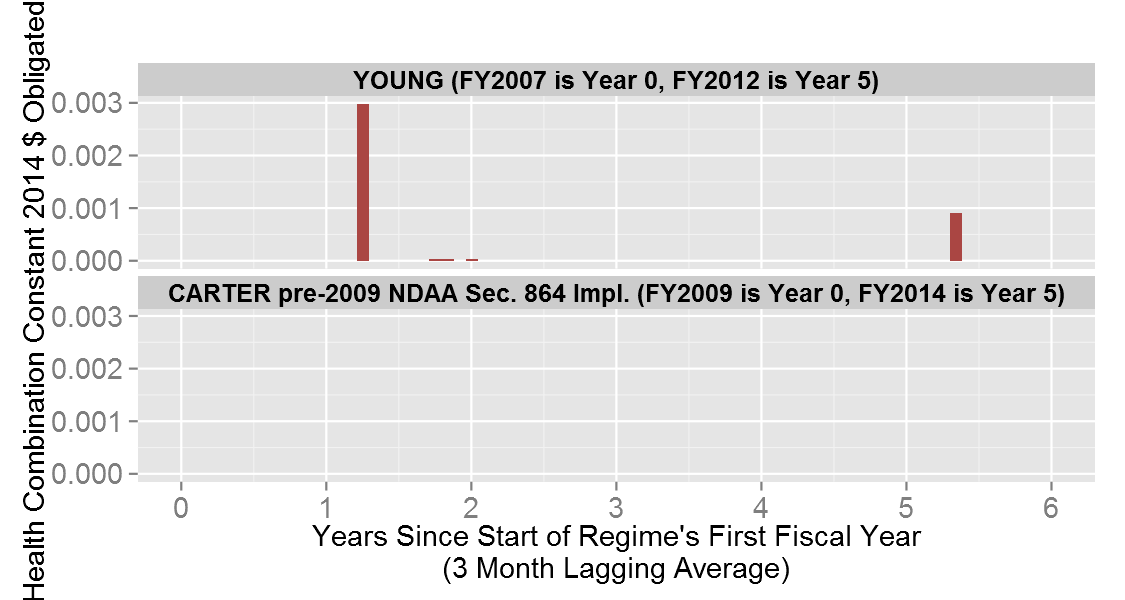 Health Combination Constant 2014 $ Obligated
YOUNG (FY2007 is Year 0, FY2012 is Year 5)
0.003
0.002
0.001
0.000
CARTER pre-2009 NDAA Sec. 864 Impl. (FY2009 is Year 0, FY2014 is Year 5)
0.003
0.002
0.001
0.000
0 1 2 3 4 5 6
Years Since Start of Regime's First Fiscal Year
(3 Month Lagging Average)